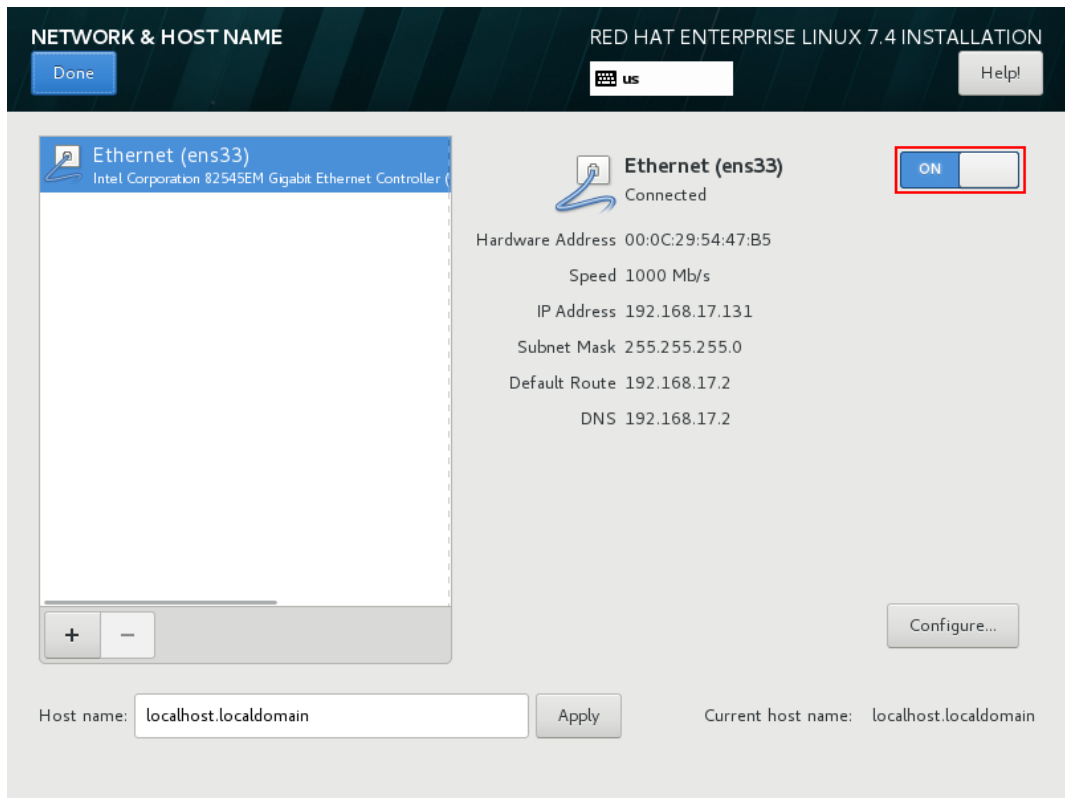 NETWORK & HOST NAME
RED HAT ENTERPRISE LINUX 7.4 INSTALLATION
Done
us
Help!
Ethernet (ens33)
Intel Corporation 82545EM Gigabit Ethernet Controller (
Ethernet (ens33)
Connected
ON
Hardware Address 00:0C:29:54:47:B5
Speed 1000 Mb/s
IP Address 192.168.17.131
Subnet Mask 255.255.255.0
Default Route 192.168.17.2
DNS 192.168.17.2
+ −
Configure...
Host name: localhost.localdomain Apply Current host name: localhost.localdomain